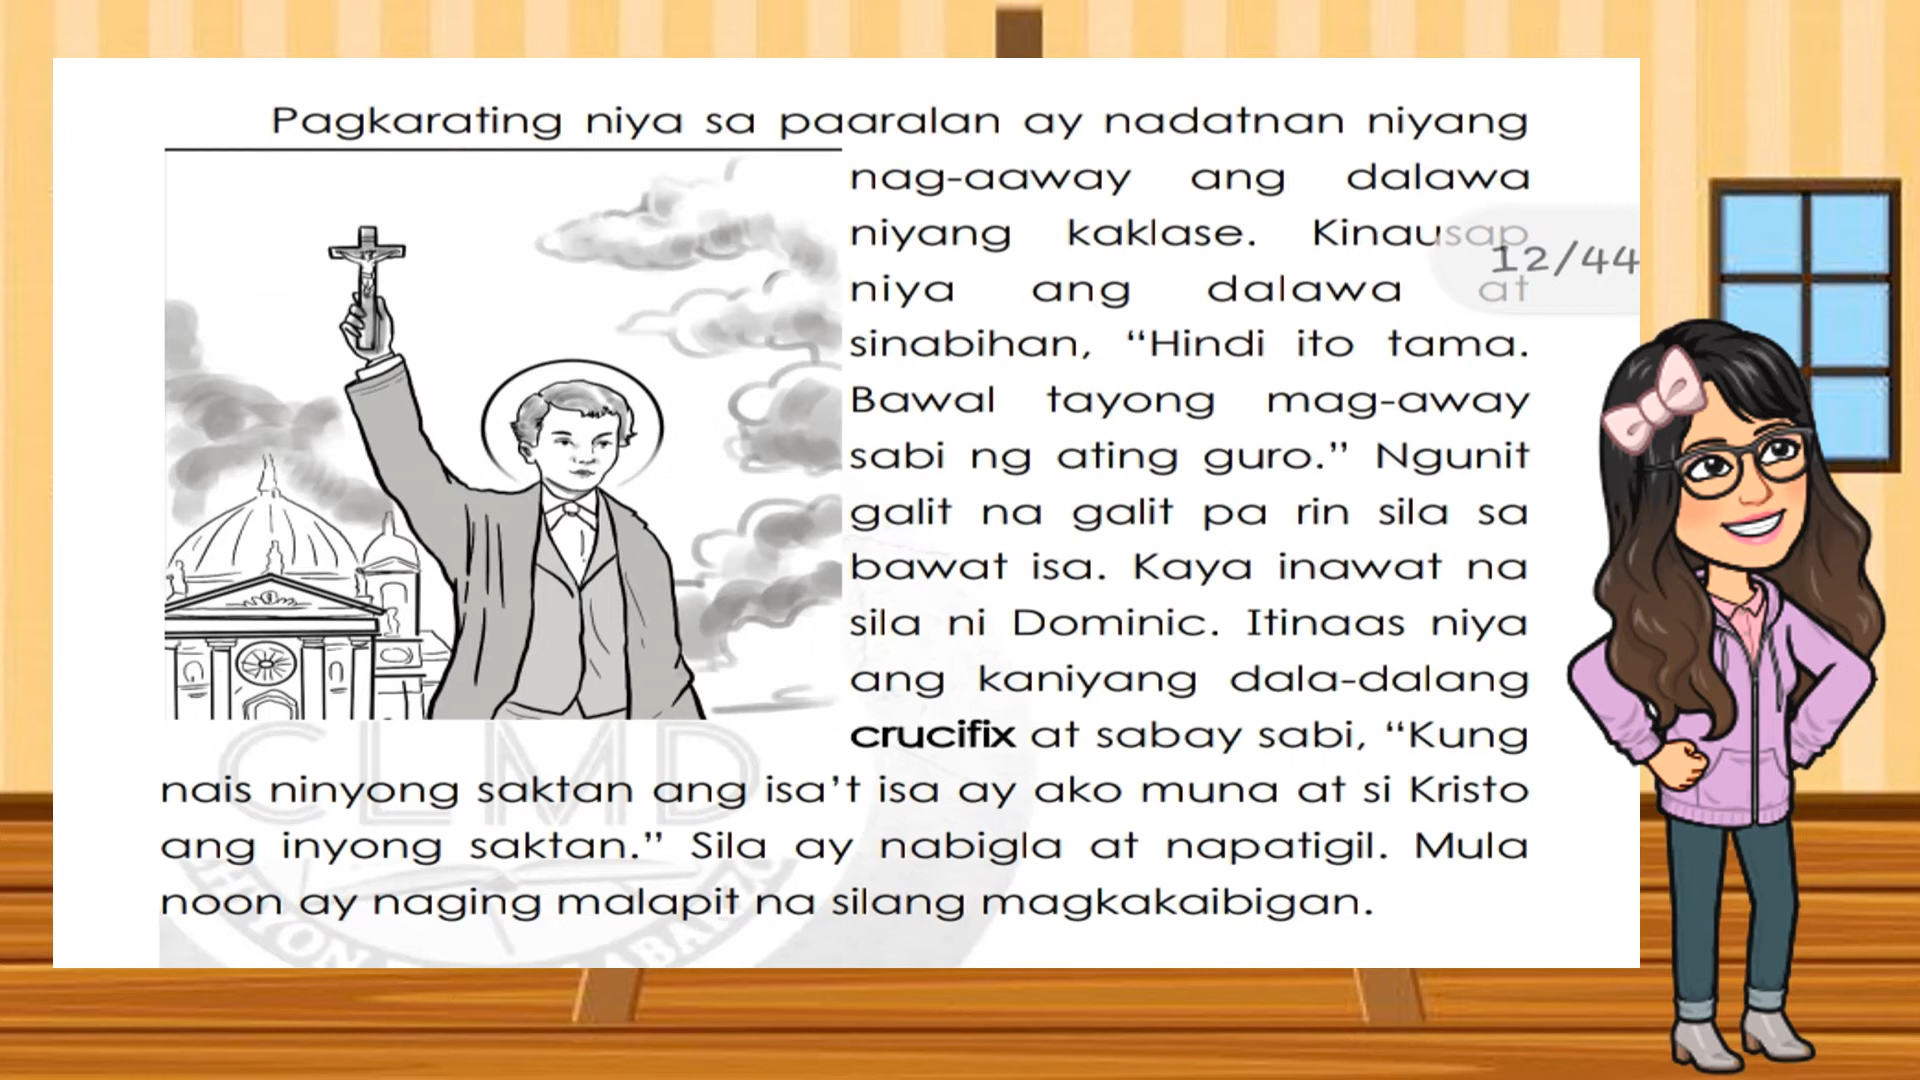 Pagkarating niya sa paaralan ay nadatnan niyang
nag-aaway ang dalawa
niyang kaklase. Kinausap
12/44
niya ang dalawa at
sinabihan, “Hindi ito tama.
Bawal tayong mag-away
sabi ng ating guro.” Ngunit
galit na galit pa rin sila sa
bawat isa. Kaya inawat na
sila ni Dominic. Itinaas niya
ang kaniyang dala-dalang
crucifix at sabay sabi, “Kung
nais ninyong saktan ang isa’t isa ay ako muna at si Kristo
ang inyong saktan.” Sila ay nabigla at napatigil. Mula
noon ay naging malapit na silang magkakaibigan.
CLMD